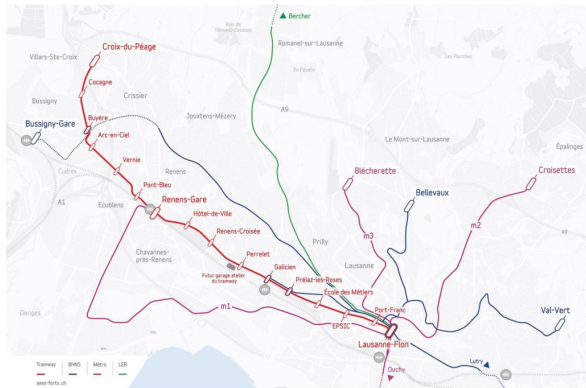 Bercher
Romanel-sur-Lausanne
Villars-Ste-Croix
Croix-du-Péage
Cocagne
Crissier
Bussigny
Buyère
Jouxtens-Mézery
A9
Bussigny-Gare
Arc-en-Ciel
Le Mont-sur-Lausanne
Épalinges
Vernie
Renens
Blécherette
Croisettes
Pont-Bleu
Bellevaux
A1
Ecublens
Renens-Gare
Hôtel-de-Ville
m3
m2
Renens-Croisée
Chavannes-
près-Renens
Prilly
Perrelet
Galicien
Lausanne
Futur garage atelier
du tramway
Prélaz-les-Roses
École des Métiers
m1
Port-Franc
Val-Vert
EPSIC
Lausanne-Flon
Lutry
Ouchy
Tramway
BHNS
Métro
LEB
axes-forts.ch